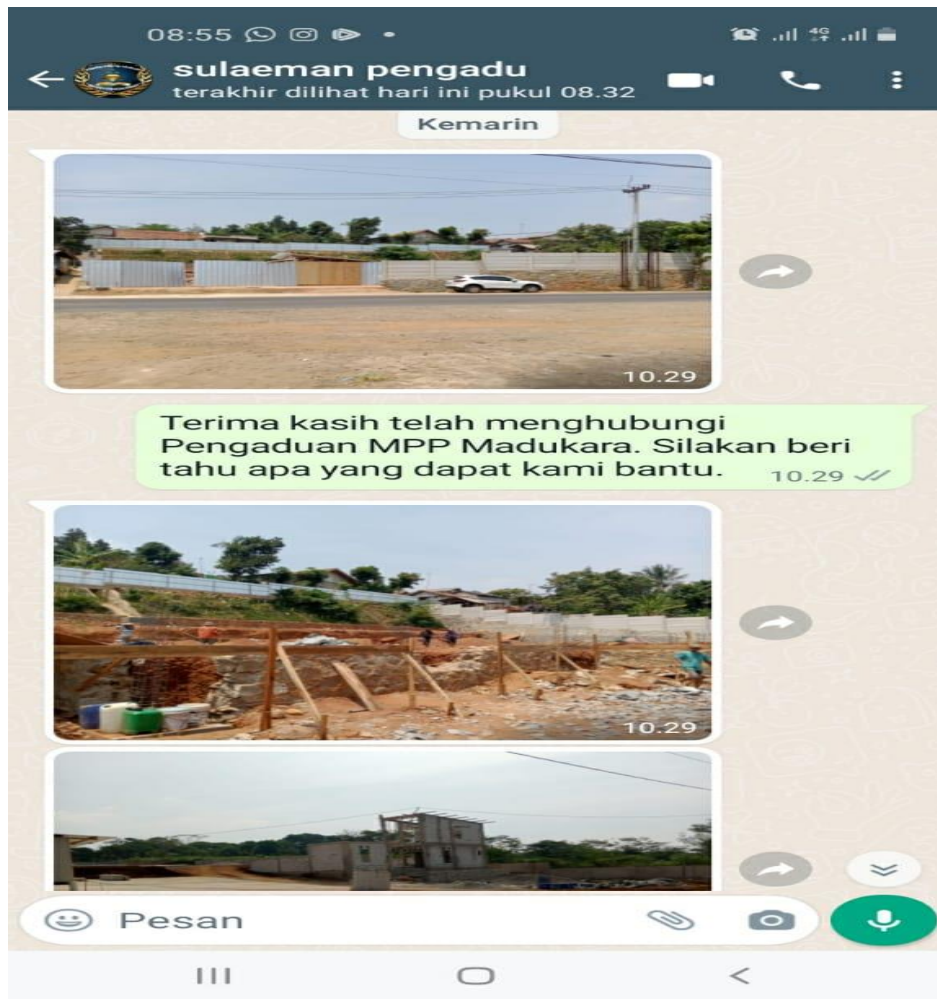 08:55
4G
sulaeman pengadu
terakhir dilihat hari ini pukul 08.32
Kemarin
10.29
Terima kasih telah menghubungi
Pengaduan MPP Madukara. Silakan beri
tahu apa yang dapat kami bantu. 10.29
10.29
Pesan